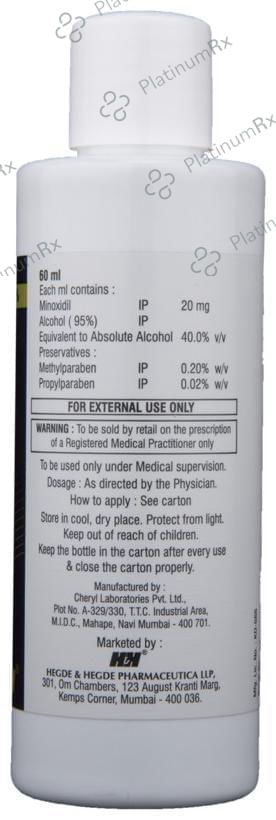 60 ml
Each ml contains :
Minoxidil IP 20 mg
Alcohol ( 95%) IP
Equivalent to Absolute Alcohol 40.0% v/v
Preservatives :
Methylparaben IP 0.20% w/v
Propylparaben IP 0.02% w/v
FOR EXTERNAL USE ONLY
WARNING : To be sold by retail on the prescription
of a Registered Medical Practitioner only
To be used only under Medical supervision.
Dosage : As directed by the Physician.
How to apply : See carton
Store in cool, dry place. Protect from light.
Keep out of reach of children.
Keep the bottle in the carton after every use
& close the carton properly.
Manufactured by :
Cheryl Laboratories Pvt. Ltd.,
Plot No. A-329/330, T.T.C. Industrial Area,
M.I.D.C., Mahape, Navi Mumbai - 400 701.
Marketed by :
HH®
HEGDE & HEGDE PHARMACEUTICA LLP,
301, Om Chambers, 123 August Kranti Marg,
Kemps Corner, Mumbai - 400 036.
Mfg. Lic. No.
PlatinumRx
PlatinumRx
PlatinumRx
PlatinumRx
PlatinumRx